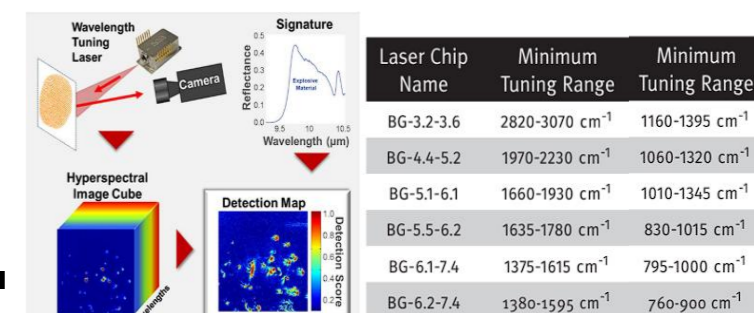 Wavelength
Tuning
Laser
Camera
Signature
Reflectance
0.5
0.4
0.3
0.2
0.1
0.0
Explosive
Material
9.5 10 10.5
Wavelength (µm)
Hyperspectral
Image Cube
Detection Map
1.0
0.8
0.6
0.4
0.2
Detection Score
Laser Chip Name Minimum Tuning Range Minimum Tuning Range
BG-3.2-3.6 2820-3070 cm⁻¹ 1160-1395 cm⁻¹
BG-4.4-5.2 1970-2230 cm⁻¹ 1060-1320 cm⁻¹
BG-5.1-6.1 1660-1930 cm⁻¹ 1010-1345 cm⁻¹
BG-5.5-6.2 1635-1780 cm⁻¹ 830-1015 cm⁻¹
BG-6.1-7.4 1375-1615 cm⁻¹ 795-1000 cm⁻¹
BG-6.2-7.4 1380-1595 cm⁻¹ 760-900 cm⁻¹